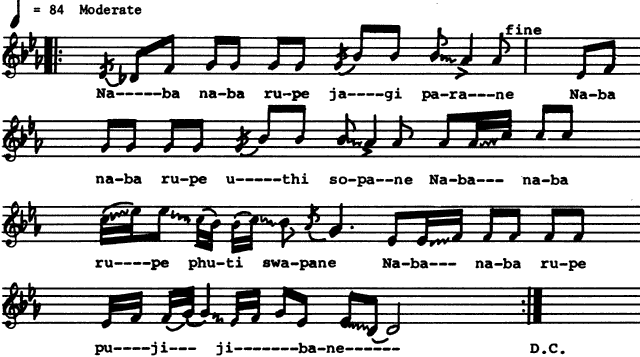 = 84 Moderate
fine
Na-----ba na-ba ru-pe ja----gi pa-ra---ne Na-ba
na-ba ru-pe u-----thi so-pa--ne Na-ba--- na-ba
ru----pe phu-ti swa-pane Na-ba--- na-ba ru-pe
pu----ji--- ji-------ba-ne------ D.C.